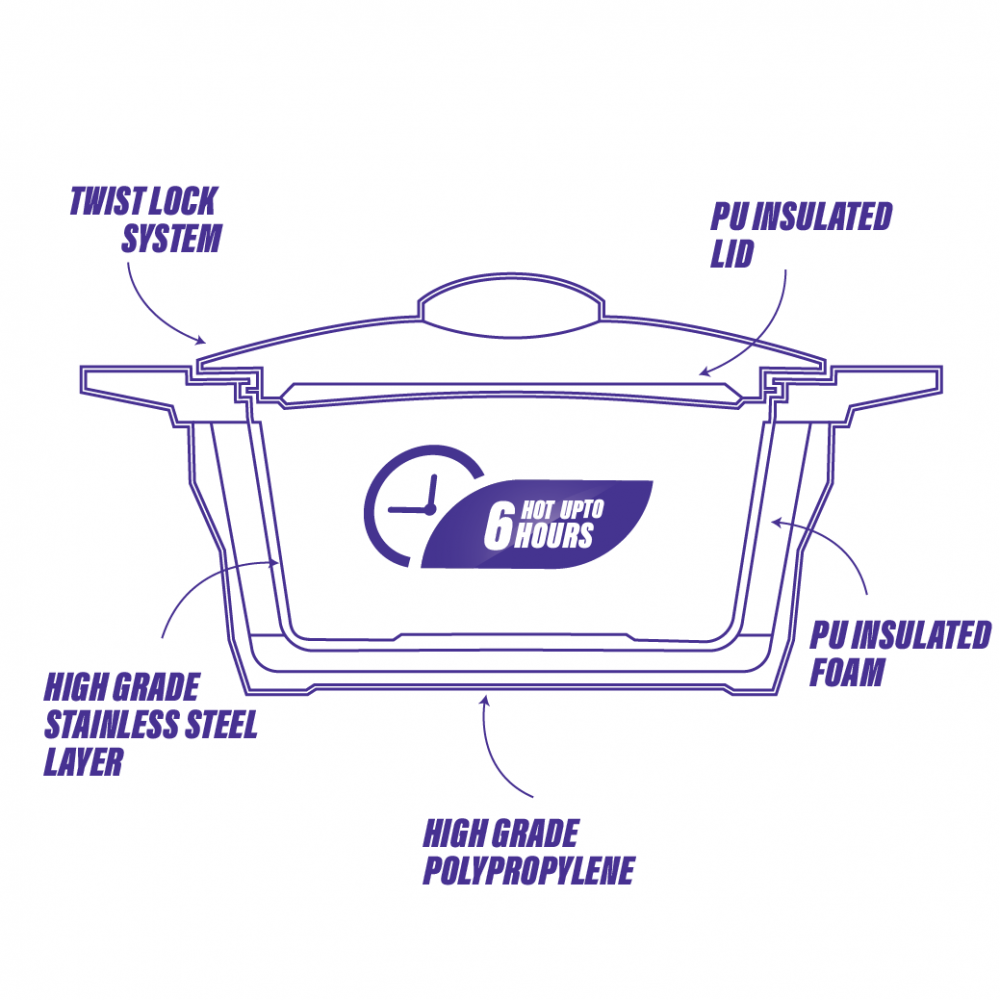 TWIST LOCK
SYSTEM
PU INSULATED
LID
6 HOT UPTO
HOURS
PU INSULATED
FOAM
HIGH GRADE
STAINLESS STEEL
LAYER
HIGH GRADE
POLYPROPYLENE